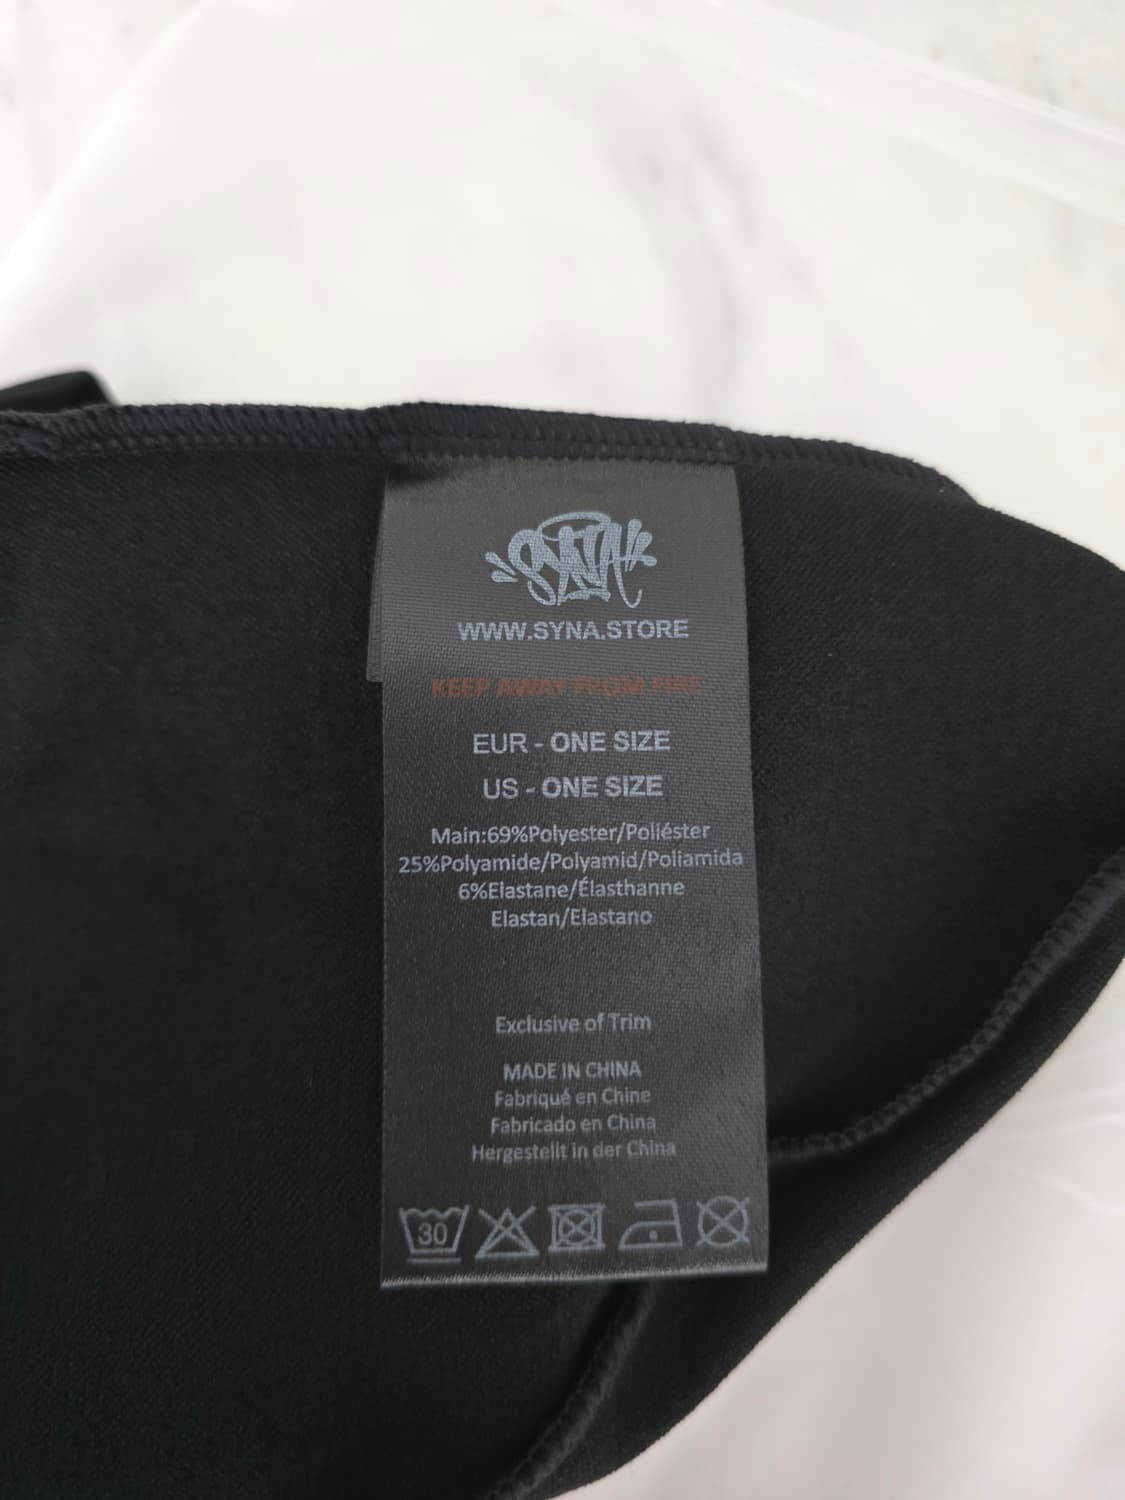 SYNA
WWW.SYNA.STORE
KEEP AWAY FROM FIRE
EUR - ONE SIZE
US - ONE SIZE
Main:69%Polyester/Poliéster
25%Polyamide/Polyamid/Poliamida
6%Elastane/Élasthanne
Elastan/Elastano
Exclusive of Trim
MADE IN CHINA
Fabriqué en Chine
Fabricado en China
Hergestellt in der China
30